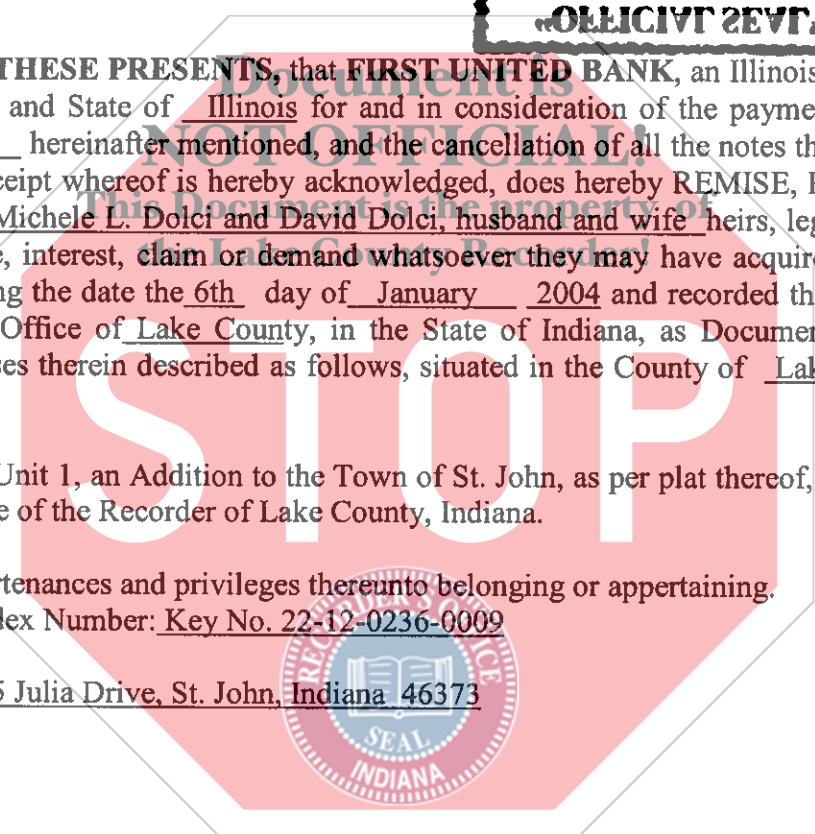 "OFFICIAL SEAL"
THESE PRESENTS, that FIRST UNITED BANK, an Illinois
and State of Illinois for and in consideration of the payme
hereinafter mentioned, and the cancellation of all the notes th
ceipt whereof is hereby acknowledged, does hereby REMISE,
Michele L. Dolci and David Dolci, husband and wife heirs, leg
e, interest, claim or demand whatsoever they may have acquir
ng the date the 6th day of January 2004 and recorded th
Office of Lake County, in the State of Indiana, as Documen
ses therein described as follows, situated in the County of Lak
Unit 1, an Addition to the Town of St. John, as per plat thereof,
e of the Recorder of Lake County, Indiana.
rtenances and privileges thereunto belonging or appertaining.
dex Number: Key No. 22-12-0236-0009
5 Julia Drive, St. John, Indiana 46373
Document is
NOT OFFICIAL!
This Document is the property of
the Lake County Recorder!
STOP
RECORDER'S OFFICE
SEAL
INDIANA